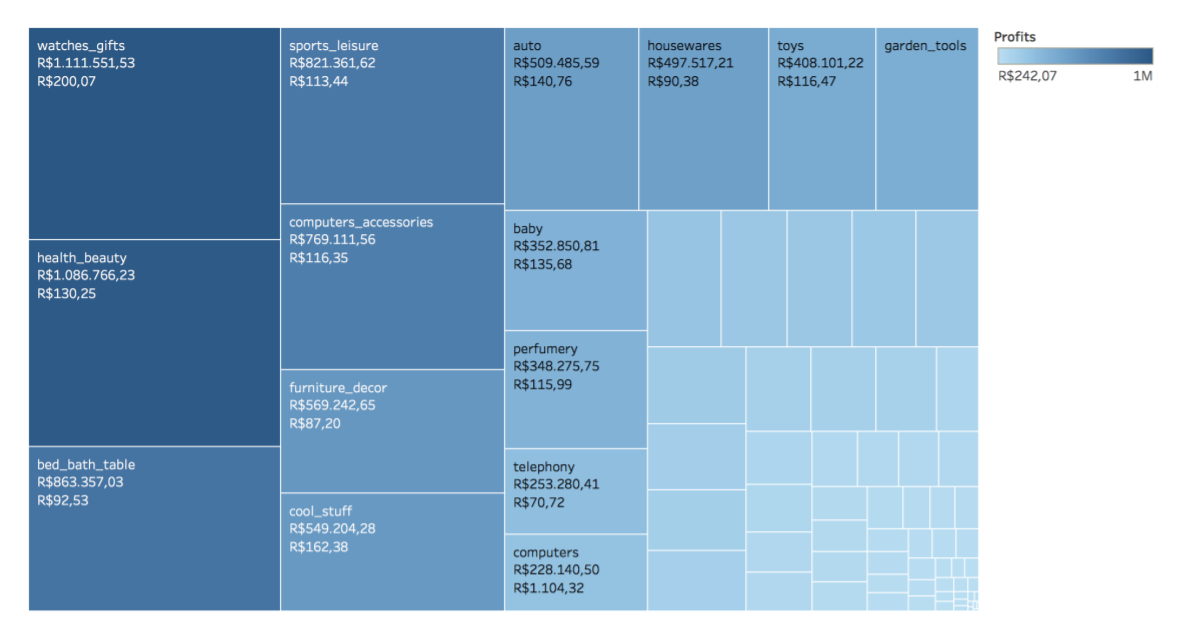 watches_gifts
R$1.111.551,53
R$200,07
health_beauty
R$1.086.766,23
R$130,25
bed_bath_table
R$863.357,03
R$92,53
sports_leisure
R$821.361,62
R$113,44
computers_accessories
R$769.111,56
R$116,35
furniture_decor
R$569.242,65
R$87,20
cool_stuff
R$549.204,28
R$162,38
auto
R$509.485,59
R$140,76
housewares
R$497.517,21
R$90,38
toys
R$408.101,22
R$116,47
garden_tools
baby
R$352.850,81
R$135,68
perfumery
R$348.275,75
R$115,99
telephony
R$253.280,41
R$70,72
computers
R$228.140,50
R$1.104,32
Profits
R$242,07
1M